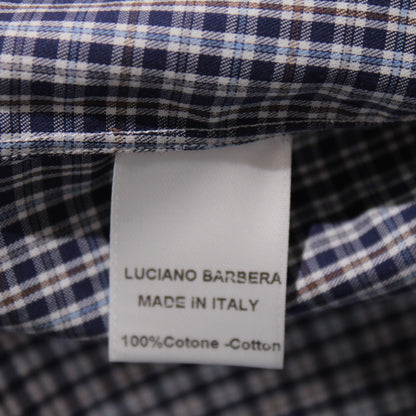 LUCIANO BARBERA
MADE IN ITALY
100%Cotone -Cotton